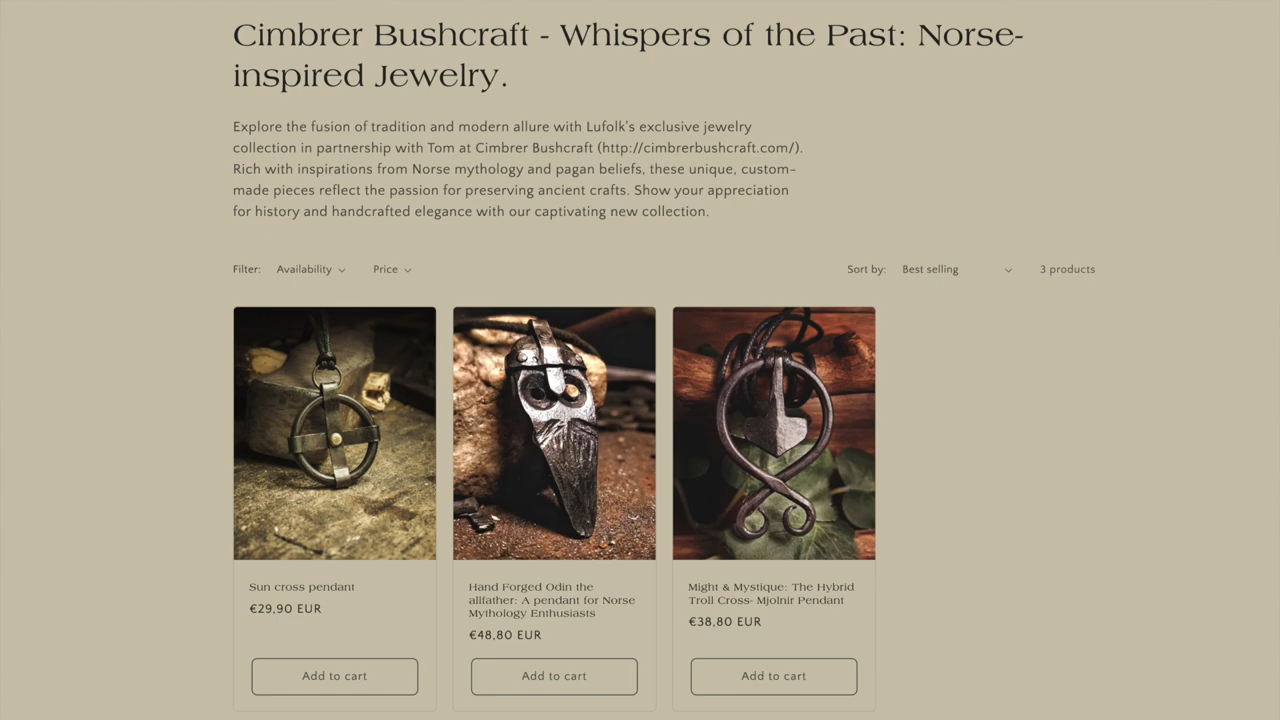 Cimbrer Bushcraft - Whispers of the Past: Norse-
inspired Jewelry.
Explore the fusion of tradition and modern allure with Lufolk's exclusive jewelry
collection in partnership with Tom at Cimbrer Bushcraft (http://cimbrerbushcraft.com/).
Rich with inspirations from Norse mythology and pagan beliefs, these unique, custom-
made pieces reflect the passion for preserving ancient crafts. Show your appreciation
for history and handcrafted elegance with our captivating new collection.
Filter: Availability Price Sort by: Best selling 3 products
Sun cross pendant
€29,90 EUR
Add to cart
Hand Forged Odin the
allfather: A pendant for Norse
Mythology Enthusiasts
€48,80 EUR
Add to cart
Might & Mystique: The Hybrid
Troll Cross- Mjolnir Pendant
€38,80 EUR
Add to cart